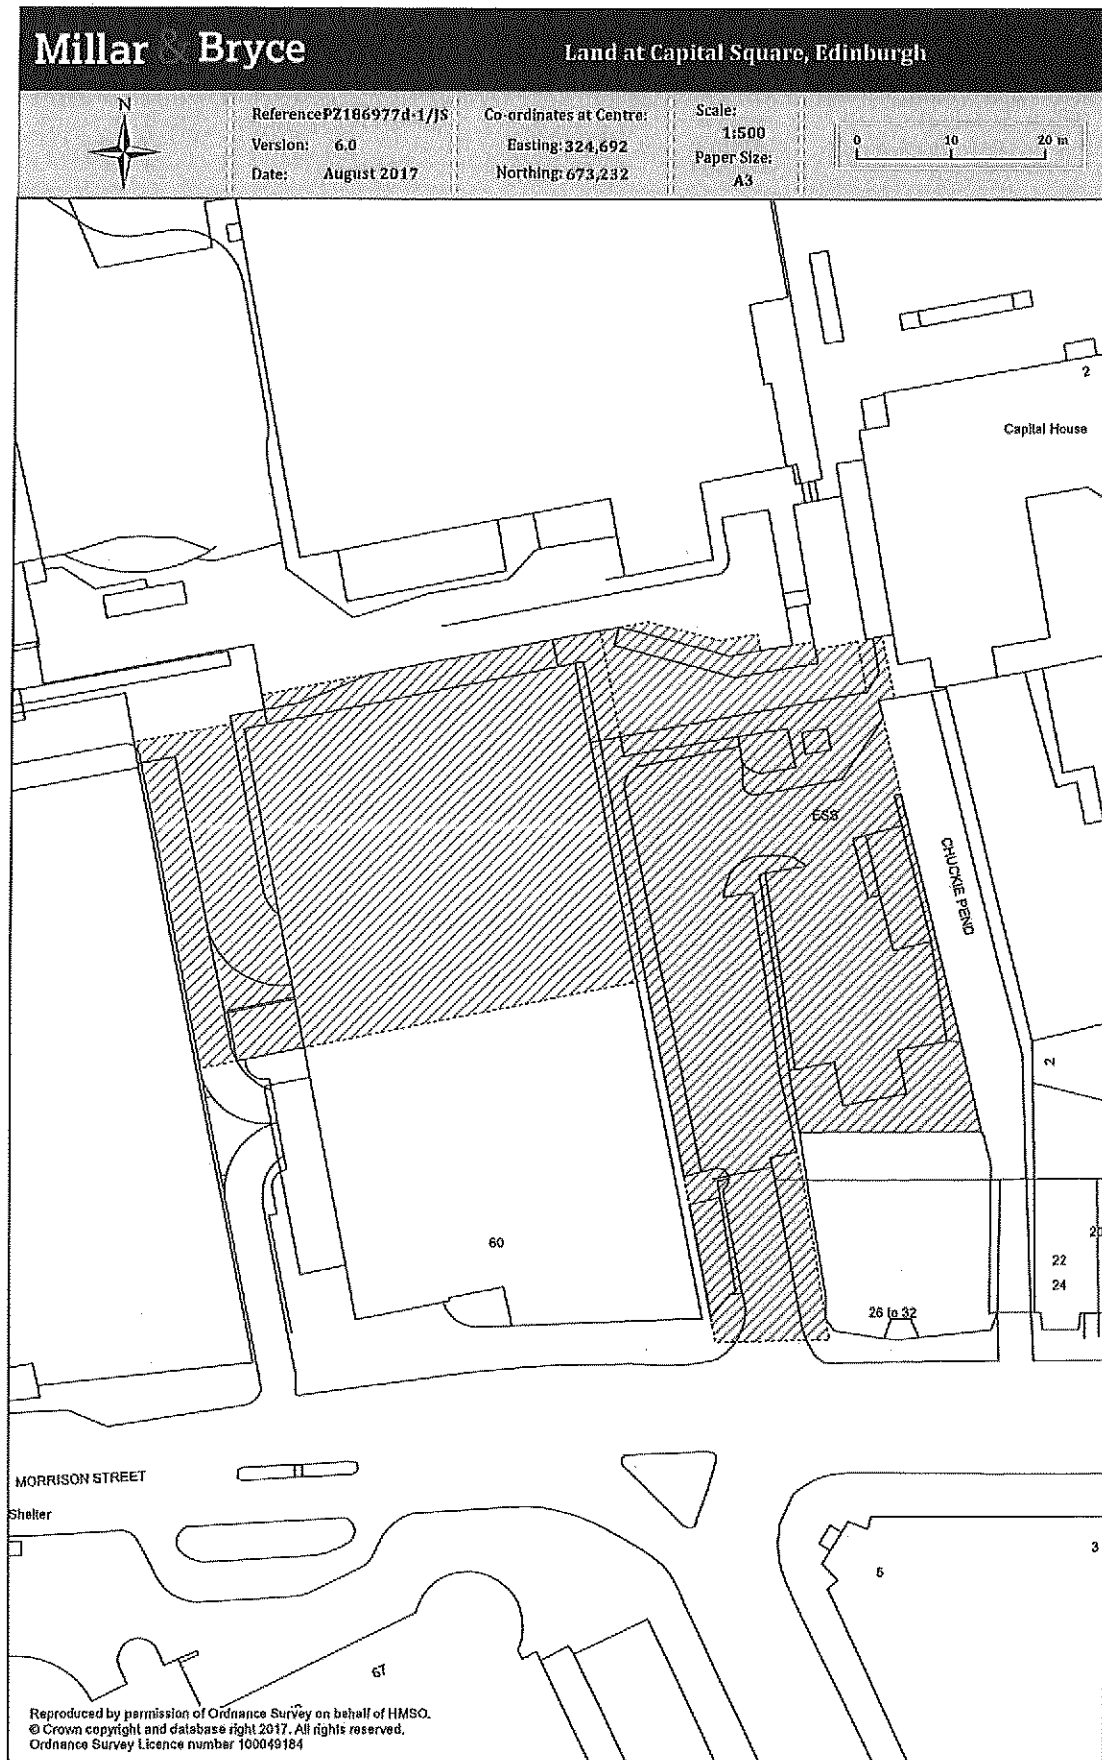 Millar & Bryce
Land at Capital Square, Edinburgh
N
Reference PZ186977d-1/JS
Version: 6.0
Date: August 2017
Co-ordinates at Centre:
Easting: 324,692
Northing: 673,232
Scale:
1:500
Paper Size:
A3
0 10 20 m
2
Capital House
ESS
CHUCKIE PEND
2
60
20
22
24
26 to 32
MORRISON STREET
Shelter
3
67
Reproduced by permission of Ordnance Survey on behalf of HMSO.
© Crown copyright and database right 2017. All rights reserved.
Ordnance Survey Licence number 100049184